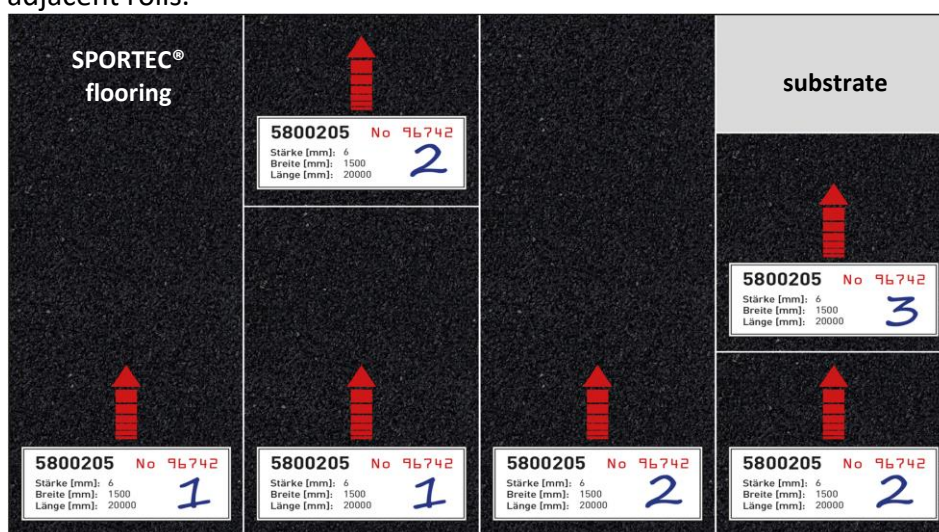 adjacent rolls.
SPORTEC®
flooring
substrate
5800205 No 96742
Stärke [mm]: 6
Breite [mm]: 1500
Länge [mm]: 20000
2
5800205 No 96742
Stärke [mm]: 6
Breite [mm]: 1500
Länge [mm]: 20000
3
5800205 No 96742
Stärke [mm]: 6
Breite [mm]: 1500
Länge [mm]: 20000
1
5800205 No 96742
Stärke [mm]: 6
Breite [mm]: 1500
Länge [mm]: 20000
1
5800205 No 96742
Stärke [mm]: 6
Breite [mm]: 1500
Länge [mm]: 20000
2
5800205 No 96742
Stärke [mm]: 6
Breite [mm]: 1500
Länge [mm]: 20000
2